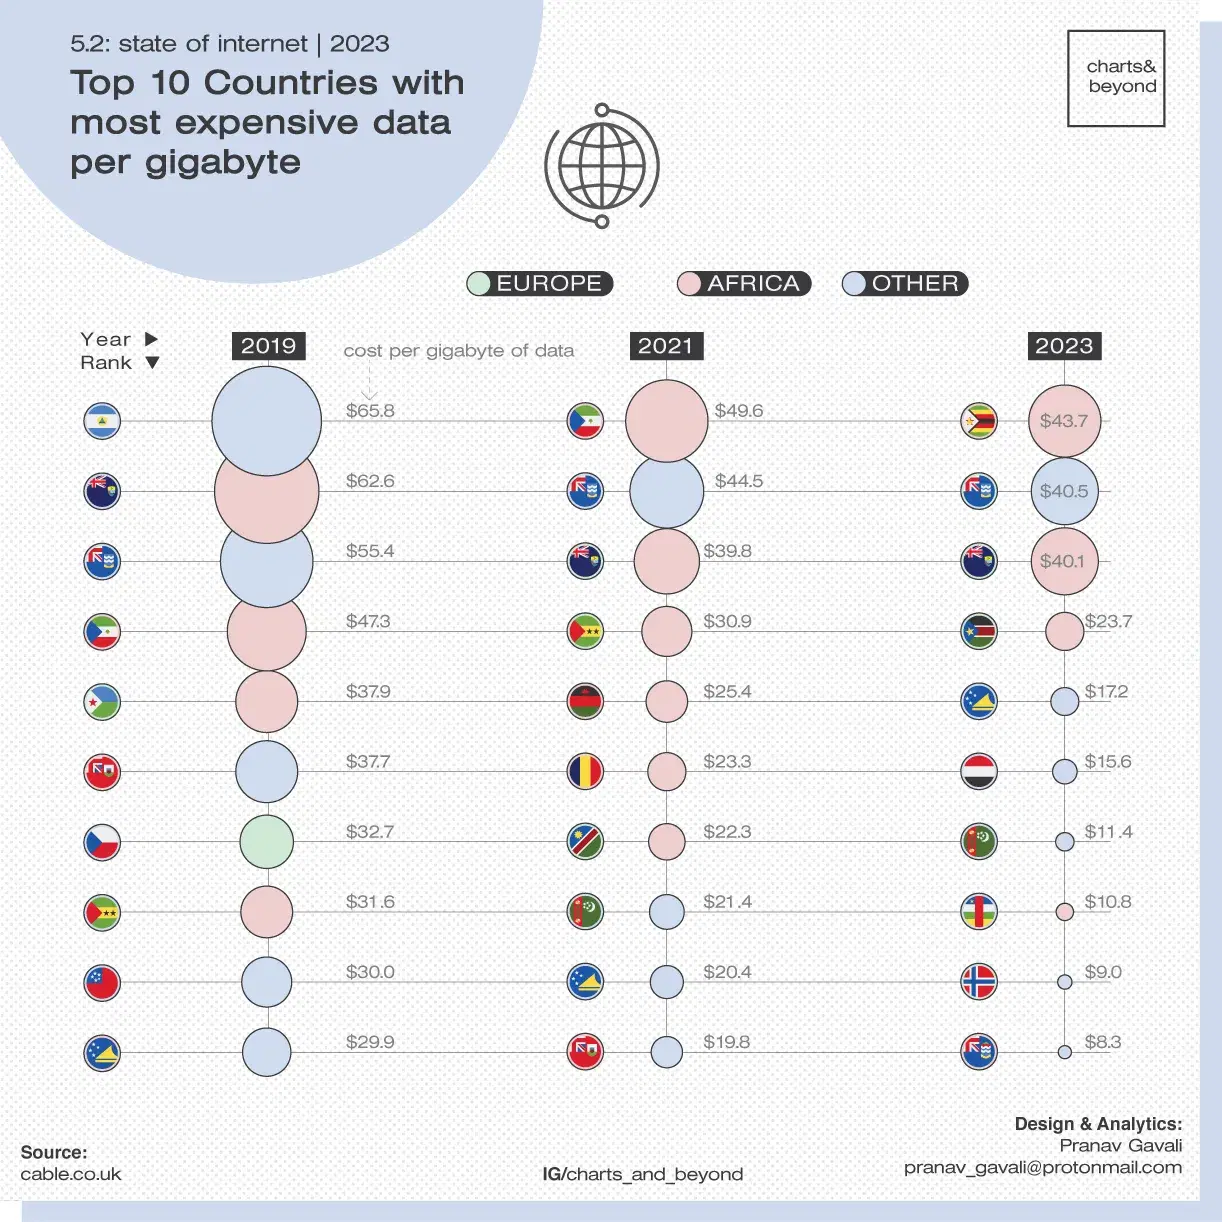 5.2: state of internet | 2023
Top 10 Countries with
most expensive data
per gigabyte
charts&
beyond
EUROPE
AFRICA
OTHER
Year
Rank
2019
cost per gigabyte of data
2021
2023
$65.8
$49.6
$43.7
$62.6
$44.5
$40.5
$55.4
$39.8
$40.1
$47.3
$30.9
$23.7
$37.9
$25.4
$17.2
$37.7
$23.3
$15.6
$32.7
$22.3
$11.4
$31.6
$21.4
$10.8
$30.0
$20.4
$9.0
$29.9
$19.8
$8.3
Source:
cable.co.uk
IG/charts_and_beyond
Design & Analytics:
Pranav Gavali
pranav_gavali@protonmail.com